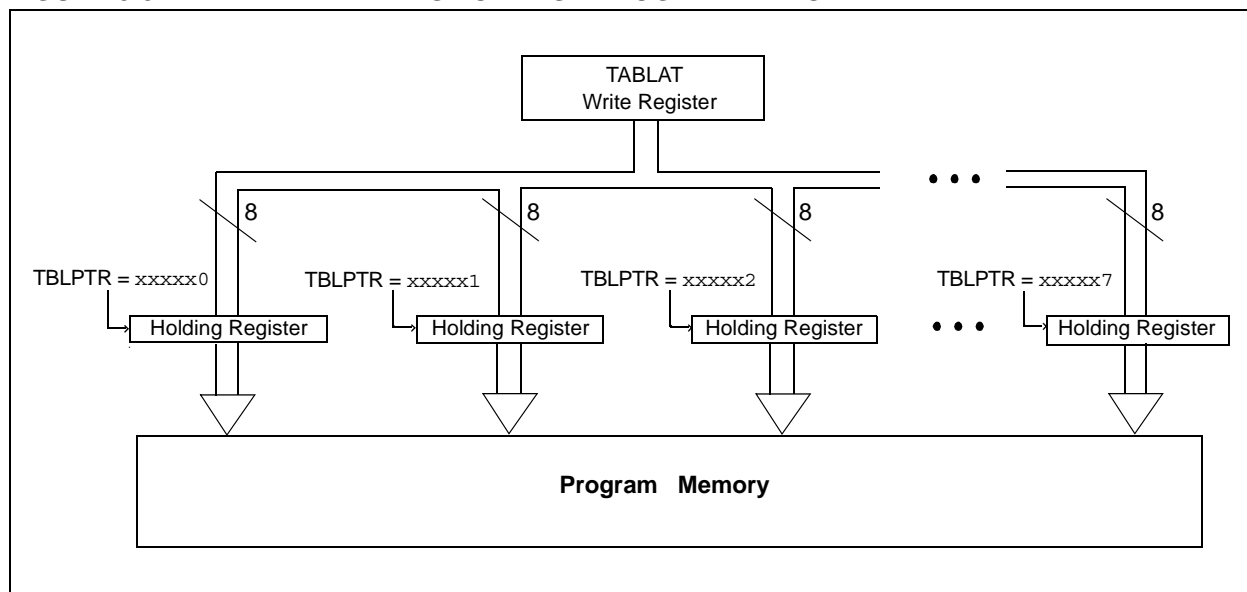 TABLAT
Write Register
8
8
8
8
TBLPTR = xxxxx0
TBLPTR = xxxxx1
TBLPTR = xxxxx2
TBLPTR = xxxxx7
Holding Register
Holding Register
Holding Register
Holding Register
Program Memory